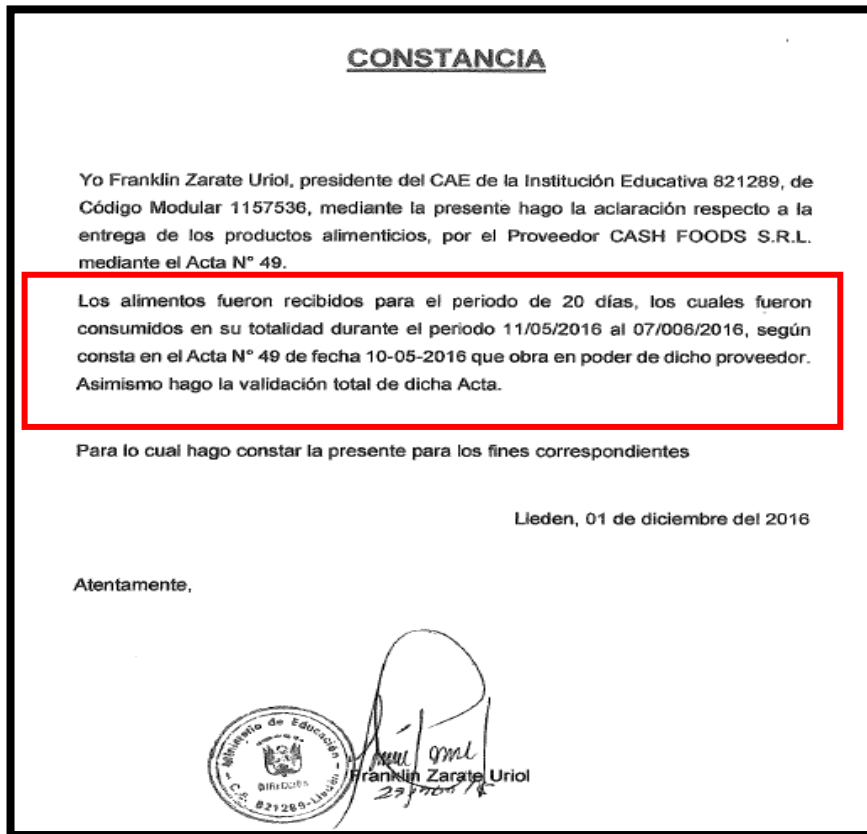 CONSTANCIA
Yo Franklin Zarate Uriol, presidente del CAE de la Institución Educativa 821289, de
Código Modular 1157536, mediante la presente hago la aclaración respecto a la
entrega de los productos alimenticios, por el Proveedor CASH FOODS S.R.L.
mediante el Acta N° 49.
Los alimentos fueron recibidos para el periodo de 20 días, los cuales fueron
consumidos en su totalidad durante el periodo 11/05/2016 al 07/006/2016, según
consta en el Acta N° 49 de fecha 10-05-2016 que obra en poder de dicho proveedor.
Asimismo hago la validación total de dicha Acta.
Para lo cual hago constar la presente para los fines correspondientes
Lieden, 01 de diciembre del 2016
Atentamente,
Ministerio de Educación
DIRECCIÓN
821289-Lieden
Franklin Zarate Uriol